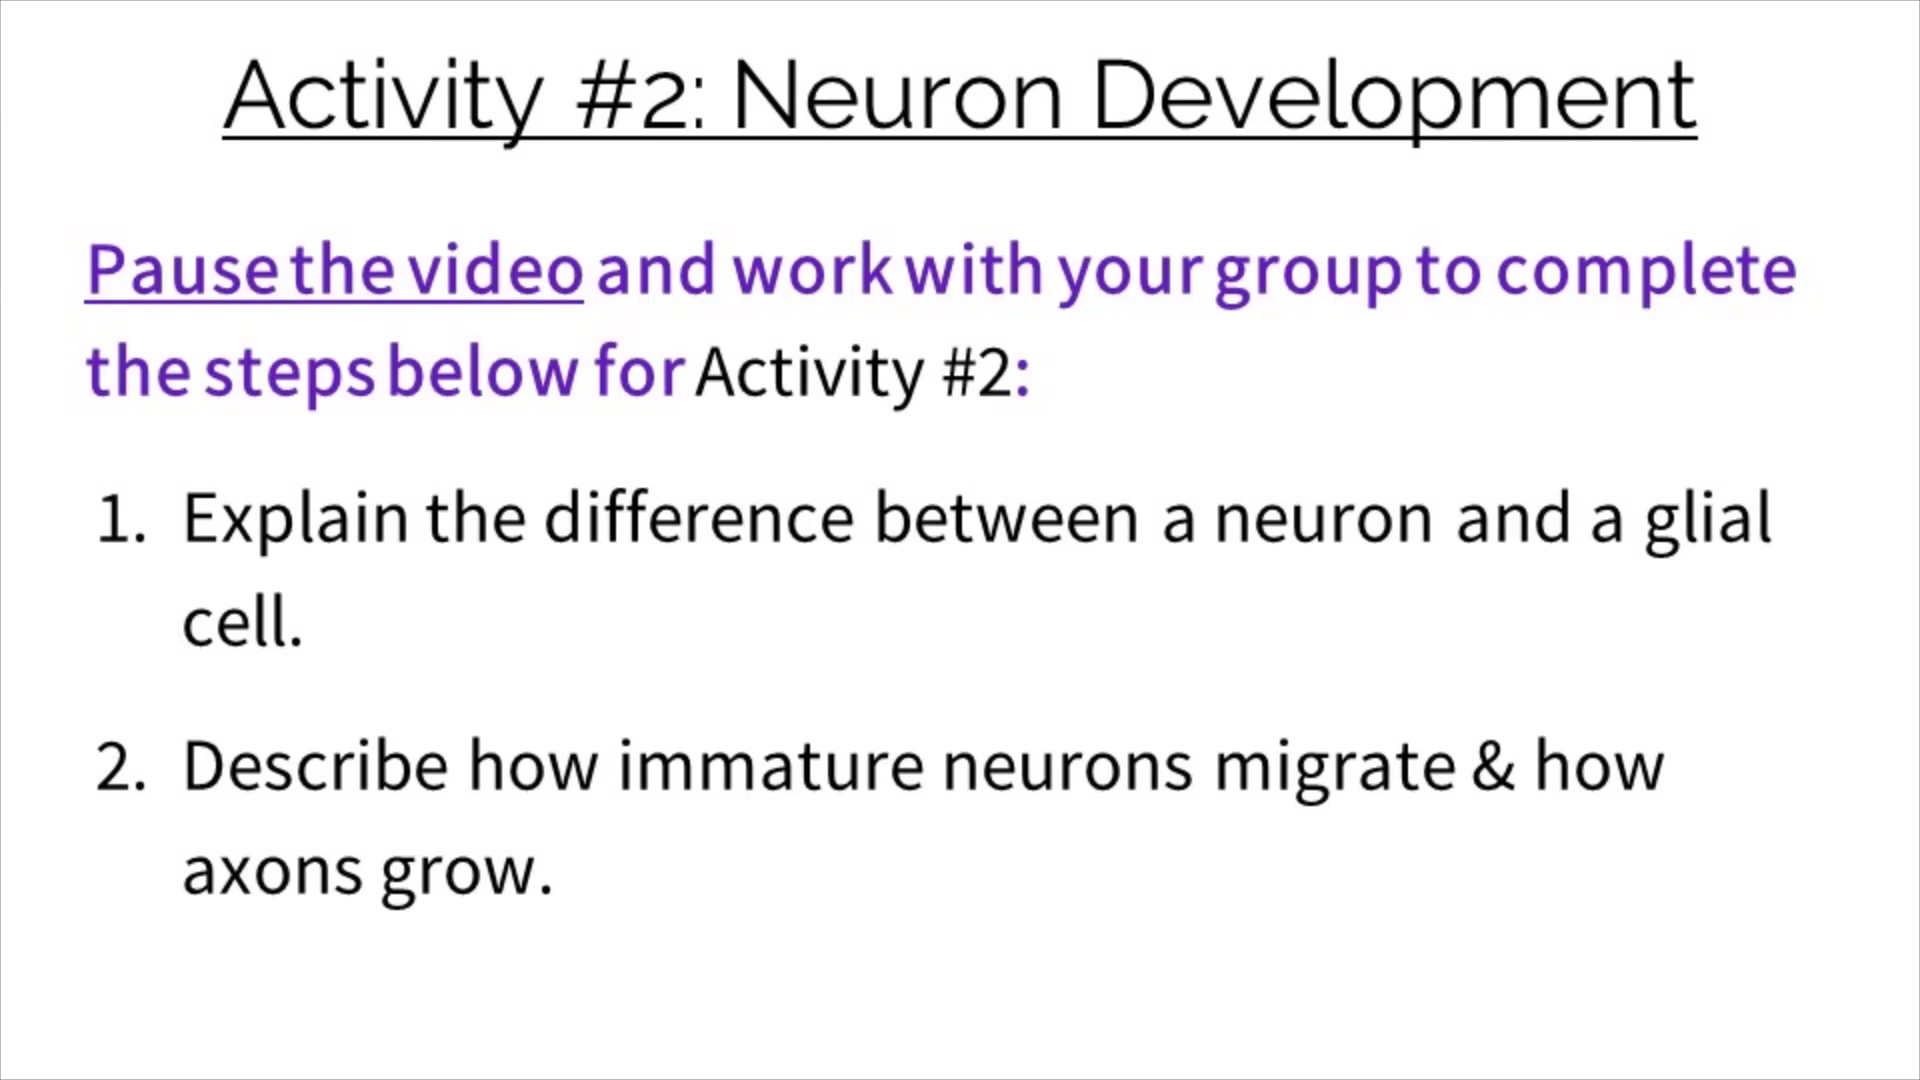 Activity #2: Neuron Development
Pause the video and work with your group to complete
the steps below for Activity #2:
1. Explain the difference between a neuron and a glial
cell.
2. Describe how immature neurons migrate & how
axons grow.